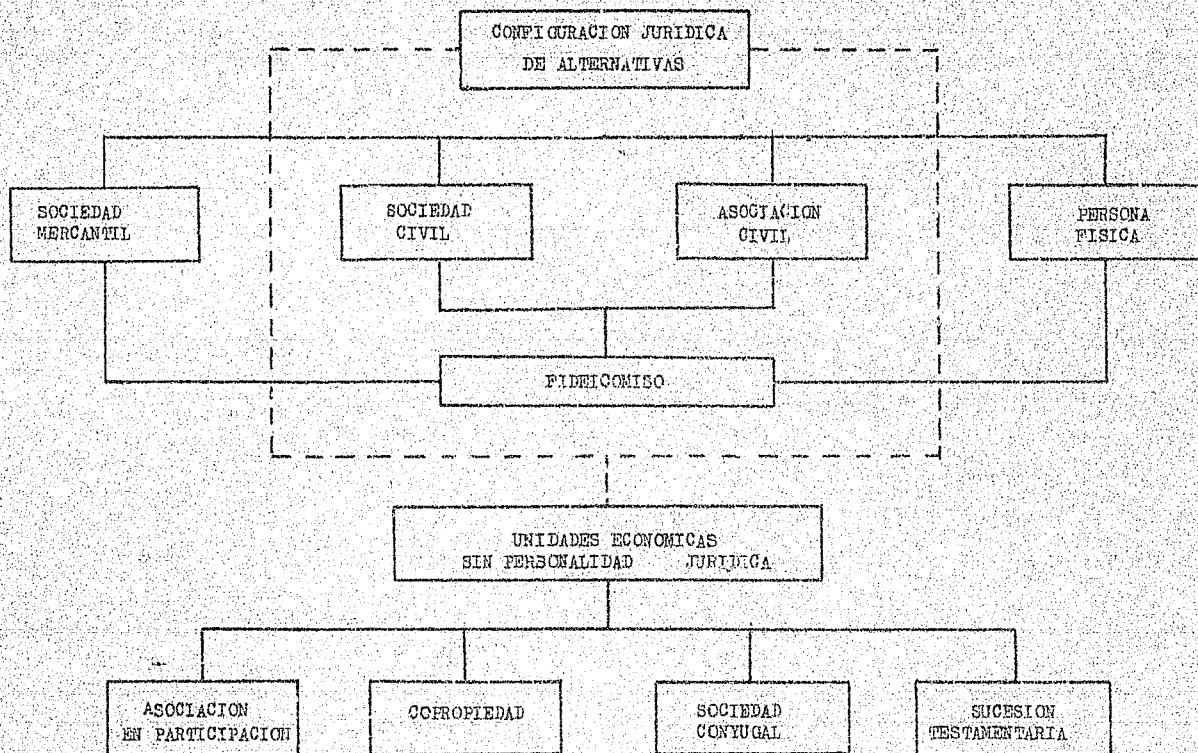 CONFIGURACION JURIDICA
DE ALTERNATIVAS
SOCIEDAD
MERCANTIL
SOCIEDAD
CIVIL
ASOCIACION
CIVIL
PERSONA
FISICA
FIDEICOMISO
UNIDADES ECONOMICAS
SIN PERSONALIDAD JURIDICA
ASOCIACION
EN PARTICIPACION
COPROPIEDAD
SOCIEDAD
CONYUGAL
SUCESION
TESTAMENTARIA